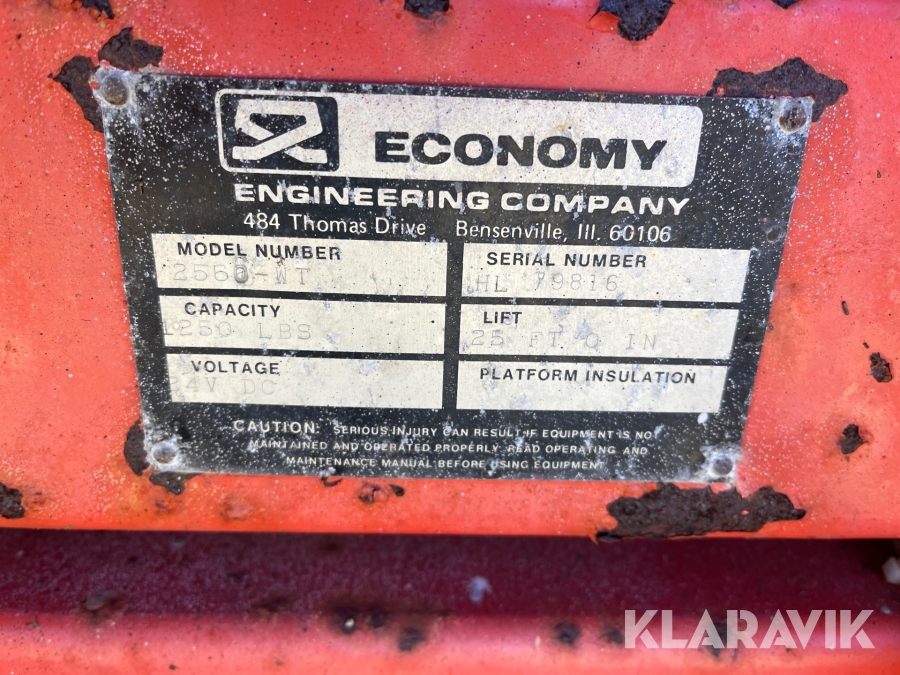 ECONOMY
ENGINEERING COMPANY
484 Thomas Drive Bensenville, Ill. 60106
MODEL NUMBER
SERIAL NUMBER
HL 79816
CAPACITY
1250 LBS
LIFT
25 FT 0 IN
VOLTAGE
24V DC
PLATFORM INSULATION
CAUTION: SERIOUS INJURY CAN RESULT IF EQUIPMENT IS NOT
MAINTAINED AND OPERATED PROPERLY. READ OPERATING AND
MAINTENANCE MANUAL BEFORE USING EQUIPMENT
KLARAVIK